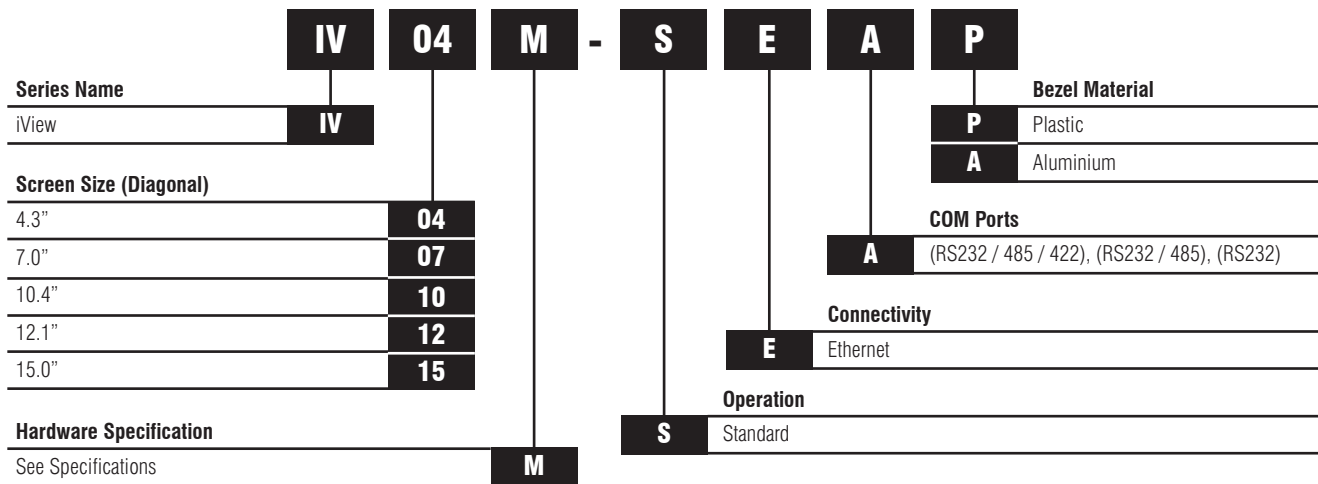 IV 04 M - S E A P
Series Name
iView IV
Screen Size (Diagonal)
4.3” 04
7.0” 07
10.4” 10
12.1” 12
15.0” 15
Hardware Specification
See Specifications M
Bezel Material
P Plastic
A Aluminium
COM Ports
A (RS232 / 485 / 422), (RS232 / 485), (RS232)
Connectivity
E Ethernet
Operation
S Standard